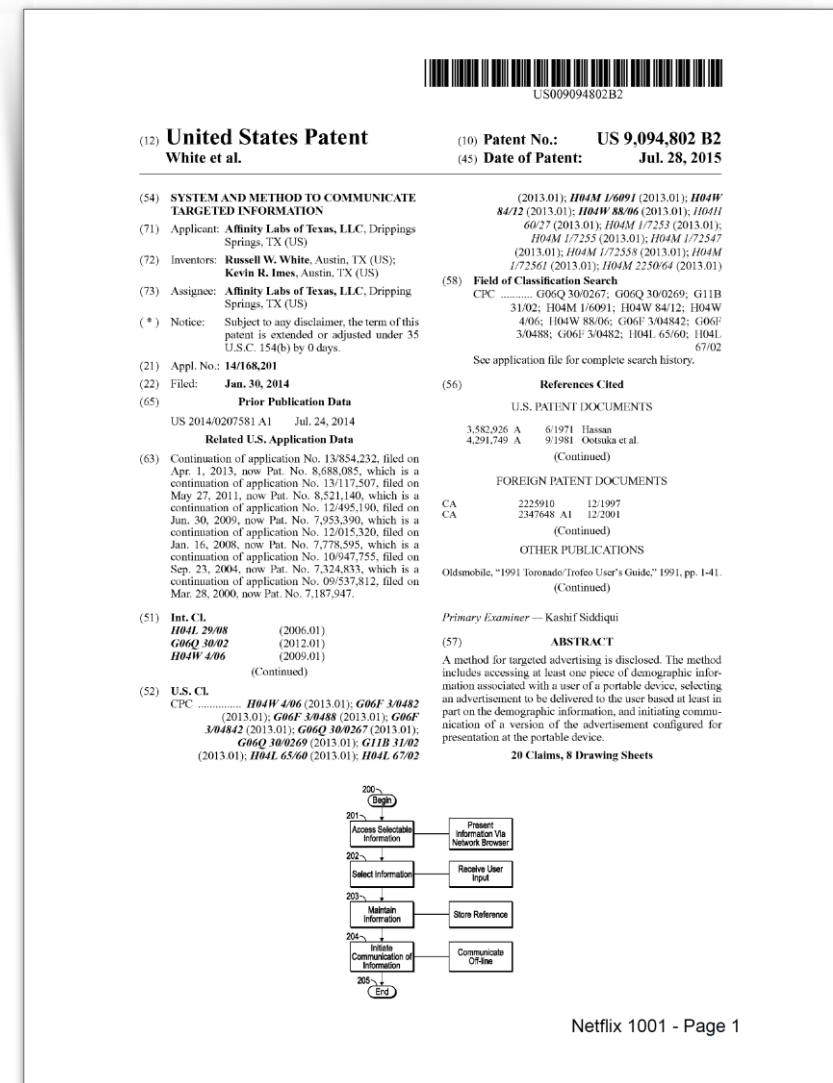 US009094802B2
(12) United States Patent
White et al.
(10) Patent No.: US 9,094,802 B2
(45) Date of Patent: Jul. 28, 2015
(54) SYSTEM AND METHOD TO COMMUNICATE
TARGETED INFORMATION
(71) Applicant: Affinity Labs of Texas, LLC, Drippings
Springs, TX (US)
(72) Inventors: Russell W. White, Austin, TX (US);
Kevin R. Imes, Austin, TX (US)
(73) Assignee: Affinity Labs of Texas, LLC, Dripping
Springs, TX (US)
( * ) Notice: Subject to any disclaimer, the term of this
patent is extended or adjusted under 35
U.S.C. 154(b) by 0 days.
(21) Appl. No.: 14/168,201
(22) Filed: Jan. 30, 2014
(65) Prior Publication Data
US 2014/0207581 A1 Jul. 24, 2014
Related U.S. Application Data
(63) Continuation of application No. 13/854,232, filed on
Apr. 1, 2013, now Pat. No. 8,688,085, which is a
continuation of application No. 13/117,507, filed on
May 27, 2011, now Pat. No. 8,521,140, which is a
continuation of application No. 12/495,190, filed on
Jun. 30, 2009, now Pat. No. 7,953,390, which is a
continuation of application No. 12/015,320, filed on
Jan. 16, 2008, now Pat. No. 7,778,595, which is a
continuation of application No. 10/947,755, filed on
Sep. 23, 2004, now Pat. No. 7,324,833, which is a
continuation of application No. 09/537,812, filed on
Mar. 28, 2000, now Pat. No. 7,187,947.
(51) Int. Cl.
H04L 29/08 (2006.01)
G06Q 30/02 (2012.01)
H04W 4/06 (2009.01)
(Continued)
(52) U.S. Cl.
CPC .............. H04W 4/06 (2013.01); G06F 3/0482
(2013.01); G06F 3/0488 (2013.01); G06F
3/04842 (2013.01); G06Q 30/0267 (2013.01);
G06Q 30/0269 (2013.01); G11B 31/02
(2013.01); H04L 65/60 (2013.01); H04L 67/02
(2013.01); H04M 1/6091 (2013.01); H04W
84/12 (2013.01); H04W 88/06 (2013.01); H04H
60/27 (2013.01); H04M 1/7253 (2013.01);
H04M 1/7255 (2013.01); H04M 1/72547
(2013.01); H04M 1/72558 (2013.01); H04M
1/72561 (2013.01); H04M 2250/64 (2013.01)
(58) Field of Classification Search
CPC ........... G06Q 30/0267; G06Q 30/0269; G11B
31/02; H04M 1/6091; H04W 84/12; H04W
4/06; H04W 88/06; G06F 3/04842; G06F
3/0488; G06F 3/0482; H04L 65/60; H04L
67/02
See application file for complete search history.
(56) References Cited
U.S. PATENT DOCUMENTS
3,582,926 A 6/1971 Hassan
4,291,749 A 9/1981 Ootsuka et al.
(Continued)
FOREIGN PATENT DOCUMENTS
CA 2225910 12/1997
CA 2347648 A1 12/2001
(Continued)
OTHER PUBLICATIONS
Oldsmobile, "1991 Toronado/Trofeo User's Guide," 1991, pp. 1-41.
(Continued)
Primary Examiner — Kashif Siddiqui
(57) ABSTRACT
A method for targeted advertising is disclosed. The method
includes accessing at least one piece of demographic infor-
mation associated with a user of a portable device, selecting
an advertisement to be delivered to the user based at least in
part on the demographic information, and initiating commu-
nication of a version of the advertisement configured for
presentation at the portable device.
20 Claims, 8 Drawing Sheets
200
Begin
201
Access Selectable
Information
Present
Information Via
Network Browser
202
Select Information
Receive User
Input
203
Maintain
Information
Store Reference
204
Initiate
Communication of
Information
Communicate
Off-line
205
End
Netflix 1001 - Page 1